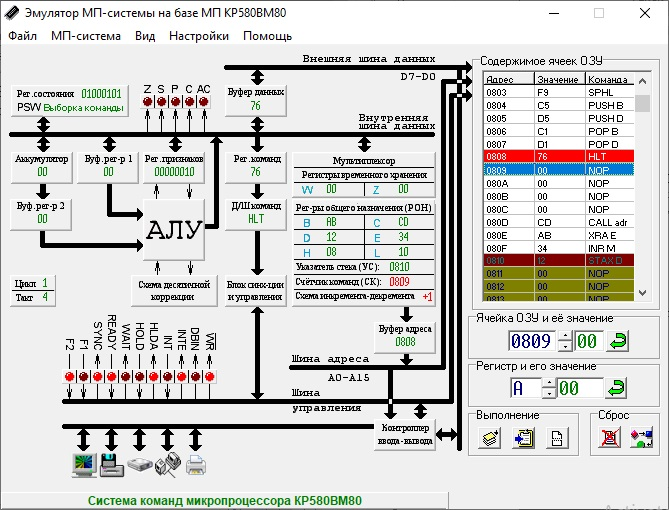 Эмулятор МП-системы на базе МП КР580ВМ80
Файл МП-система Вид Настройки Помощь
Внешняя шина данных
D7-D0
Рег.состояния 01000101
PSW Выборка команды
Z S P C AC
Буфер данных
76
Внутренняя
шина данных
Аккумулятор
00
Буф.рег-р 1
00
Рег.признаков
00000010
Рег.команд
76
Буф.рег-р 2
00
АЛУ
Д/Ш команд
HLT
Мультиплексор
Регистры временного хранения
W 00 Z 00
Рег-ры общего назначения (РОН)
B AB C CD
D 12 E 34
H 08 L 10
Указатель стека (УС): 0810
Счётчик команд (СК): 0809
Схема инкремента-декремента +1
Цикл 1
Такт 4
Схема десятичной
коррекции
Блок синх-ции
и управления
Буфер адреса
0808
F2 F1 SYNC READY WAIT HOLD HLDA INT INTE DBIN WR
Шина адреса
A0-A15
Шина
управления
Контроллер
ввода-вывода
Содержимое ячеек ОЗУ
Адрес Значение Команда
0803 F9 SPHL
0804 C5 PUSH B
0805 D5 PUSH D
0806 C1 POP B
0807 D1 POP D
0808 76 HLT
0809 00 NOP
080A 00 NOP
080B 00 NOP
080C 00 NOP
080D CD CALL adr
080E AB XRA E
080F 34 INR M
0810 12 STAX D
0811 00 NOP
0812 00 NOP
0813 00 NOP
Ячейка ОЗУ и её значение
0809 00
Регистр и его значение
A 00
Выполнение
Сброс
Система команд микропроцессора КР580ВМ80